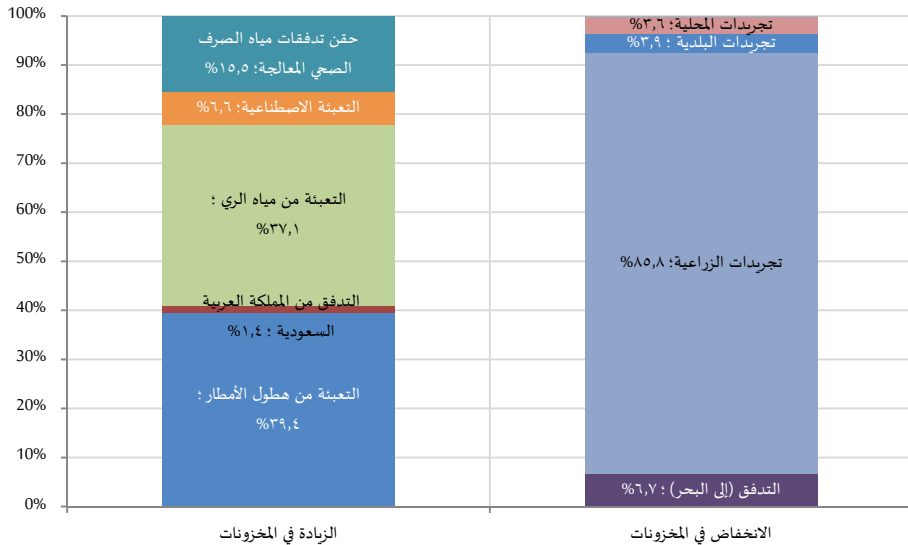 100%
90%
80%
70%
60%
50%
40%
30%
20%
10%
0%
حقن تدفقات مياه الصرف
الصحي المعالجة؛ ١٥,٥%
التعبئة الاصطناعية؛ ٦,٦%
التعبئة من مياه الري ؛
٣٧,١%
التدفق من المملكة العربية
السعودية ؛ ١,٤%
التعبئة من هطول الأمطار ؛
٣٩,٤%
تجريدات المحلية؛ ٣,٦%
تجريدات البلدية ؛ ٣,٩%
تجريدات الزراعية؛ ٨٥,٨%
التدفق (إلى البحر) ؛ ٦,٧%
الزيادة في المخزونات
الانخفاض في المخزونات